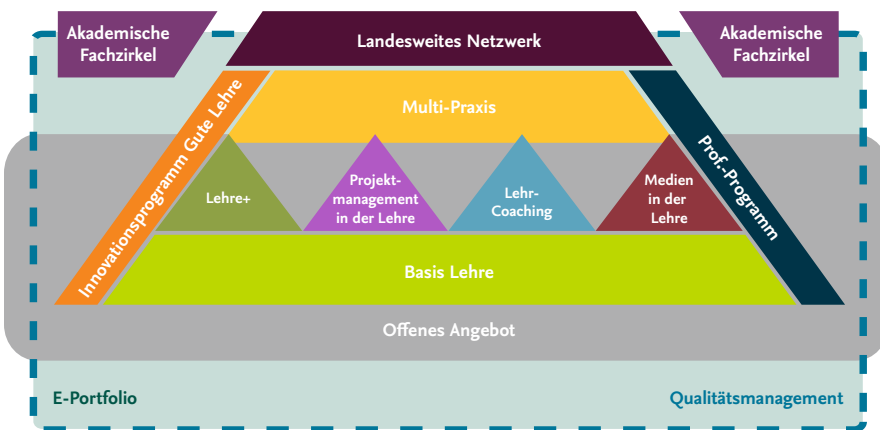 Akademische
Fachzirkel
Landesweites Netzwerk
Akademische
Fachzirkel
Innovationsprogramm Gute Lehre
Multi-Praxis
Prof.-Programm
Lehre+
Projekt-
management
in der Lehre
Lehr-
Coaching
Medien
in der
Lehre
Basis Lehre
Offenes Angebot
E-Portfolio
Qualitätsmanagement